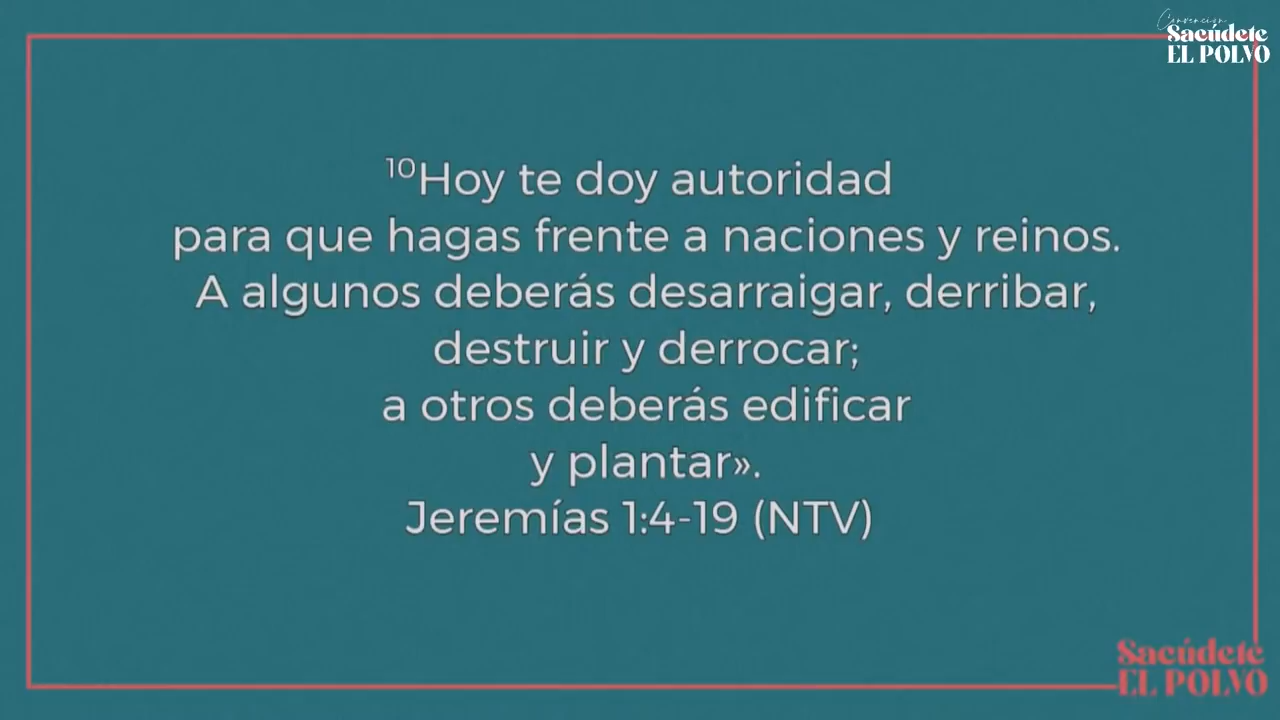 Convención
Sacúdete
EL POLVO
¹⁰Hoy te doy autoridad
para que hagas frente a naciones y reinos.
A algunos deberás desarraigar, derribar,
destruir y derrocar;
a otros deberás edificar
y plantar».
Jeremías 1:4-19 (NTV)
Sacúdete
EL POLVO